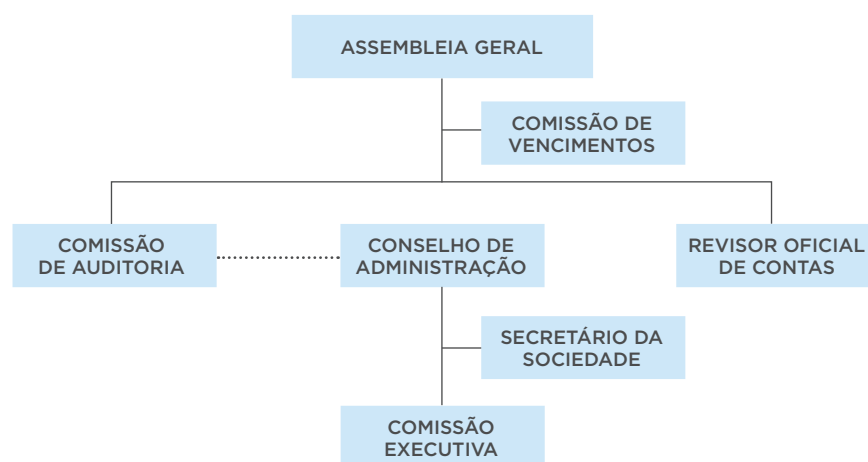 ASSEMBLEIA GERAL
COMISSÃO DE
VENCIMENTOS
COMISSÃO
DE AUDITORIA
CONSELHO DE
ADMINISTRAÇÃO
REVISOR OFICIAL
DE CONTAS
SECRETÁRIO DA
SOCIEDADE
COMISSÃO
EXECUTIVA